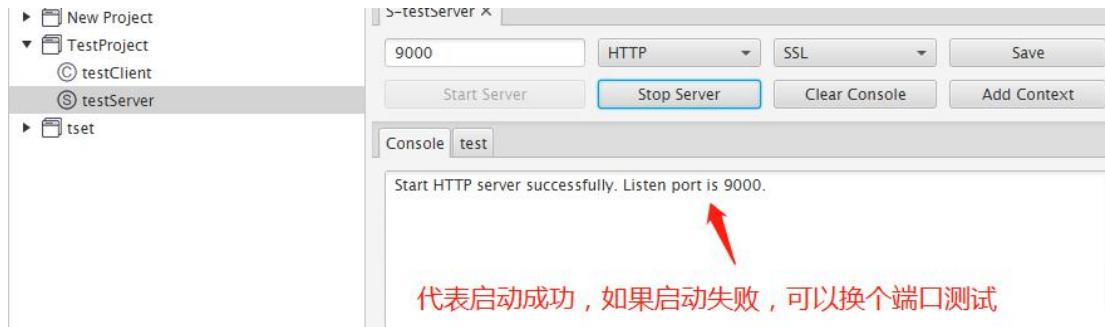 New Project
TestProject
testClient
testServer
tset
S-testServer
9000
HTTP
SSL
Save
Start Server
Stop Server
Clear Console
Add Context
Console
test
Start HTTP server successfully. Listen port is 9000.
代表启动成功，如果启动失败，可以换个端口测试